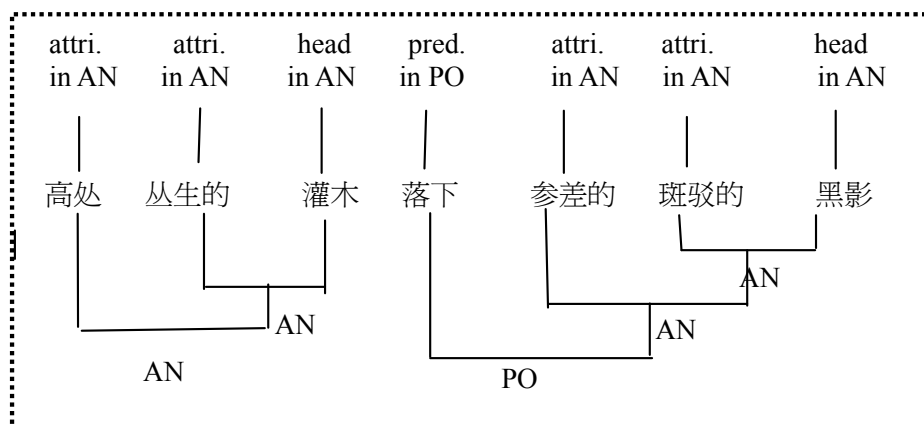 attri. attri. head pred. attri. attri. head
in AN in AN in AN in PO in AN in AN in AN
高处 丛生的 灌木 落下 参差的 斑驳的 黑影
AN
AN AN
AN PO